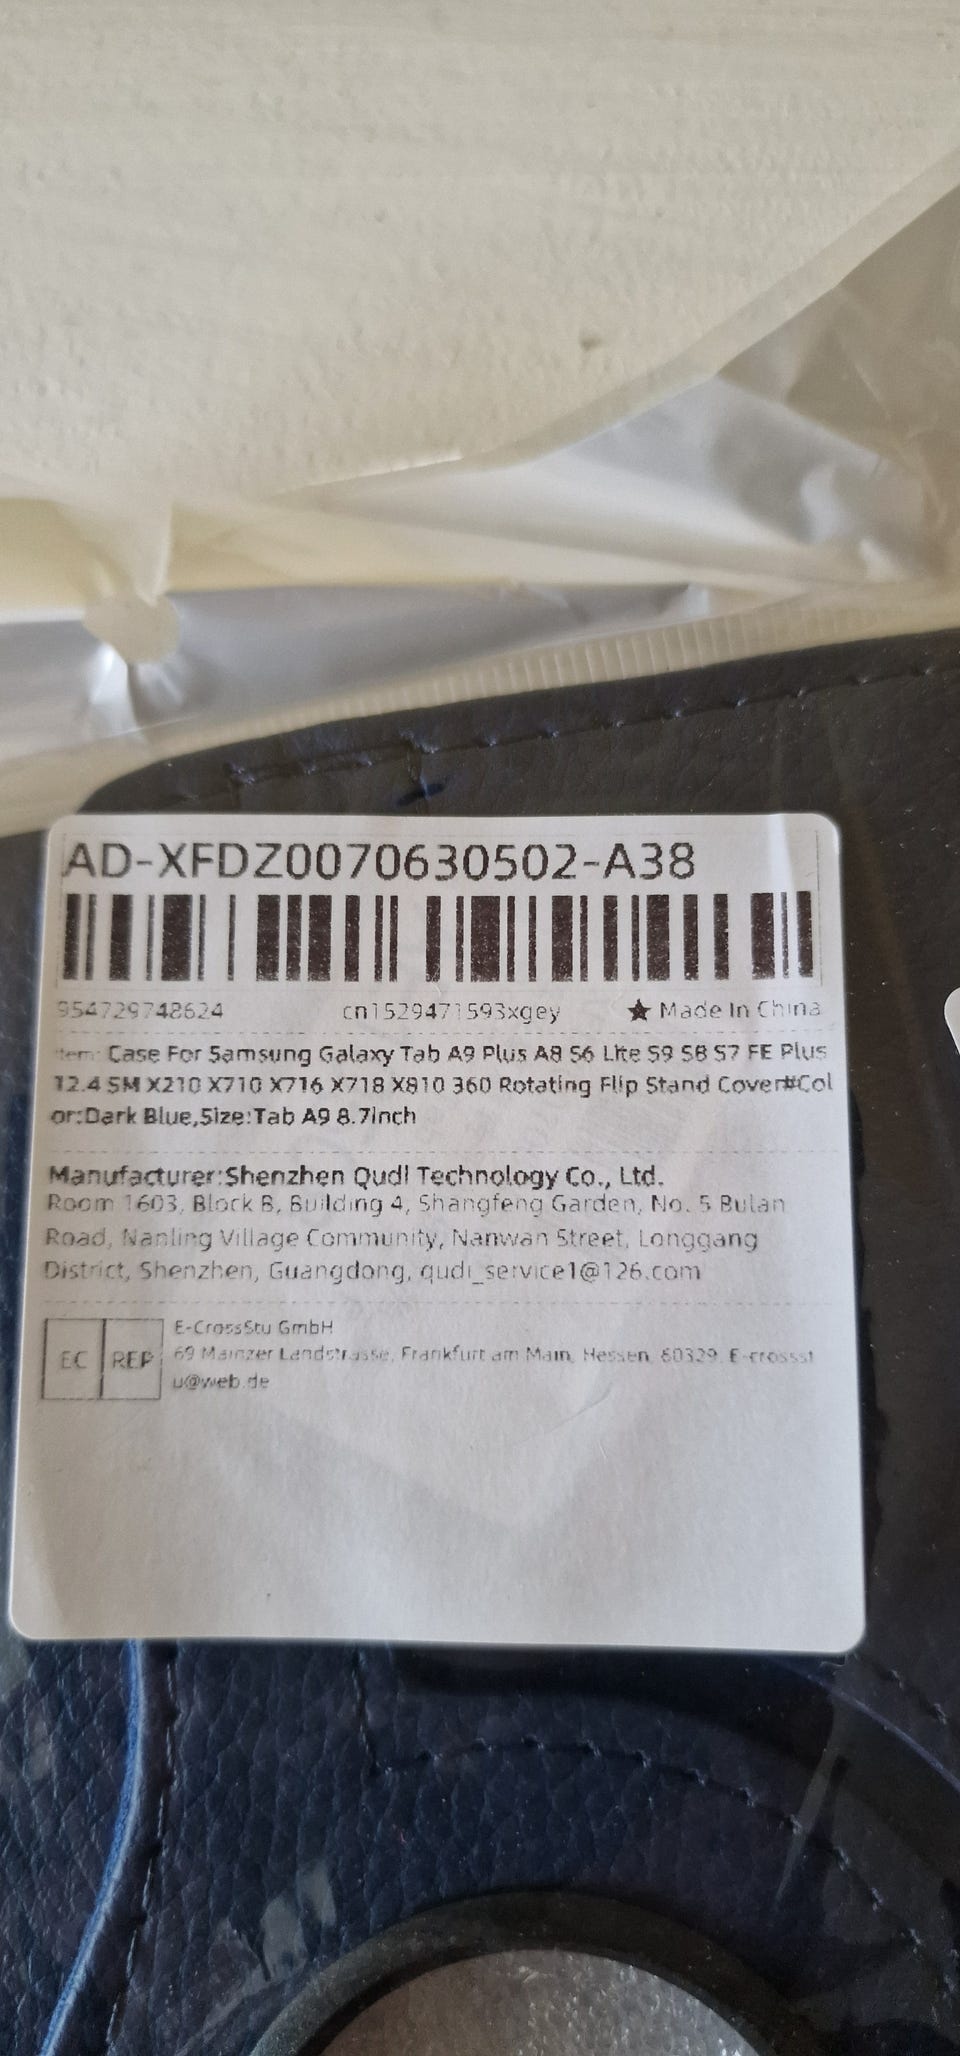 AD-XFDZ0070630502-A38
954729748624 cn1529471593xgey ★ Made In China
Item: Case For Samsung Galaxy Tab A9 Plus A8 S6 Lite S9 S8 S7 FE Plus
12.4 SM X210 X710 X716 X718 X810 360 Rotating Flip Stand Cover#Col
or:Dark Blue,Size:Tab A9 8.7inch
Manufacturer:Shenzhen Qudi Technology Co., Ltd.
Room 1603, Block B, Building 4, Shangfeng Garden, No. 5 Bulan
Road, Nanling Village Community, Nanwan Street, Longgang
District, Shenzhen, Guangdong, qudi_service1@126.com
EC REP
E-CrossStu GmbH
69 Mainzer Landstrasse, Frankfurt am Main, Hessen, 60329, E-crossst
u@web.de